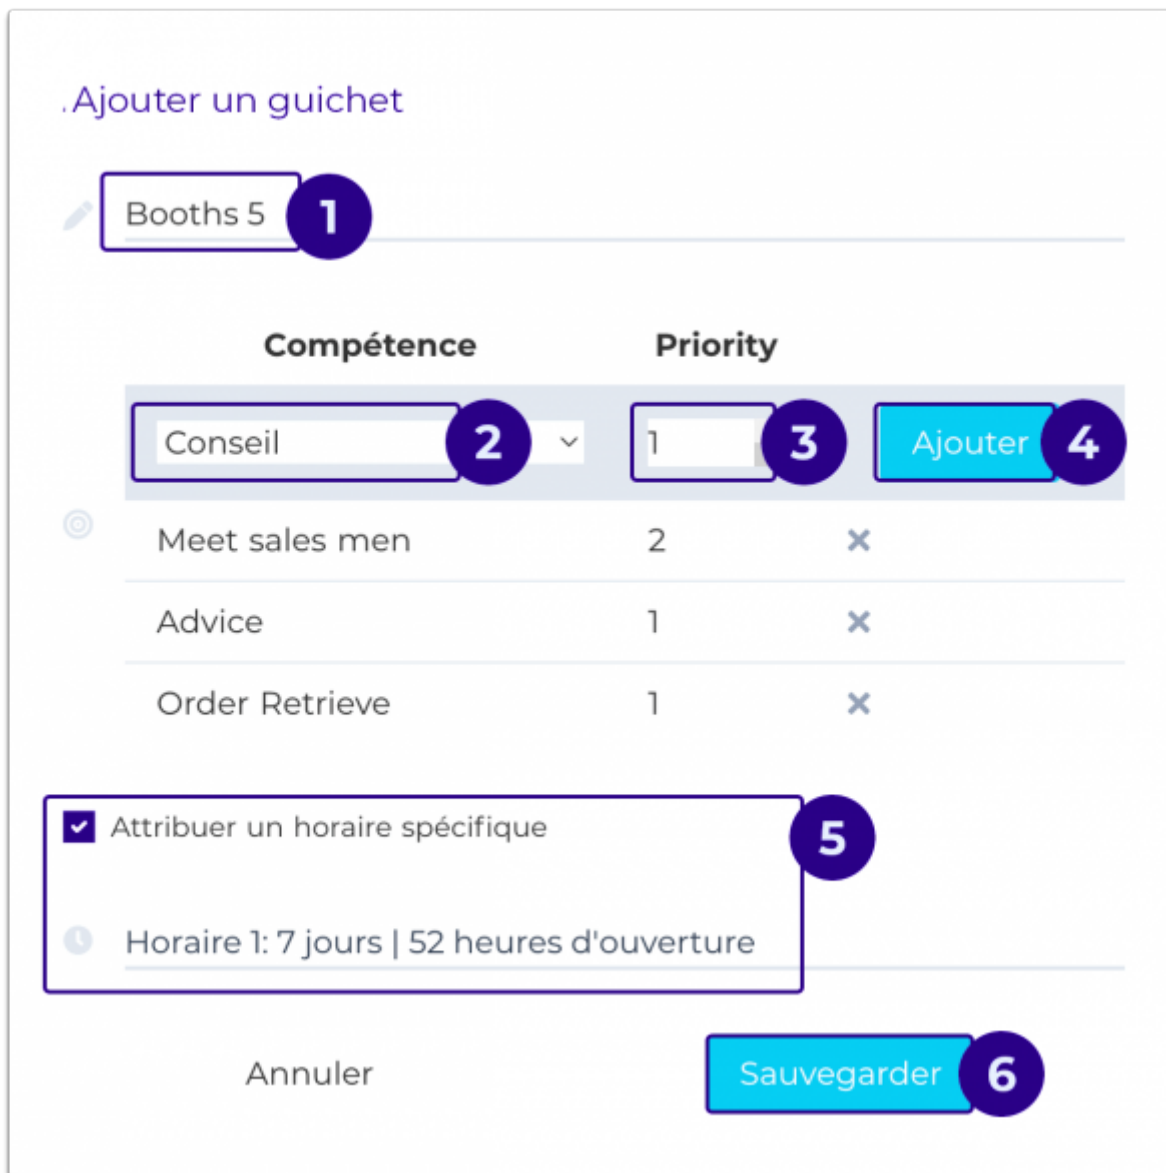 . Ajouter un guichet
Booths 5 1
Compétence Priority
Conseil 2 1 3 Ajouter 4
Meet sales men 2
Advice 1
Order Retrieve 1
Attribuer un horaire spécifique 5
Horaire 1: 7 jours | 52 heures d'ouverture
Annuler Sauvegarder 6